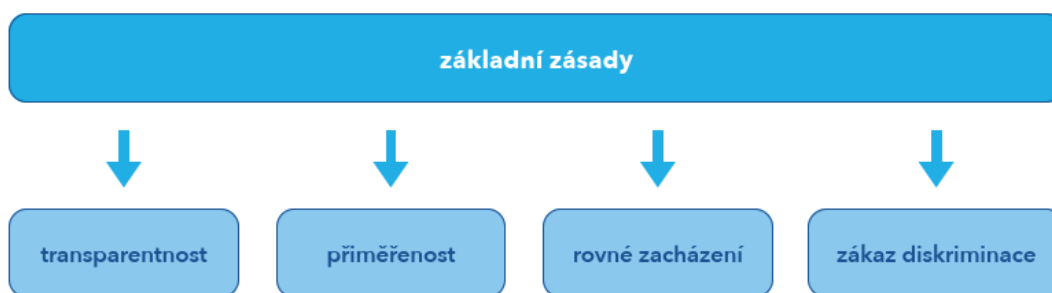 základní zásady
transparentnost
přiměřenost
rovné zacházení
zákaz diskriminace